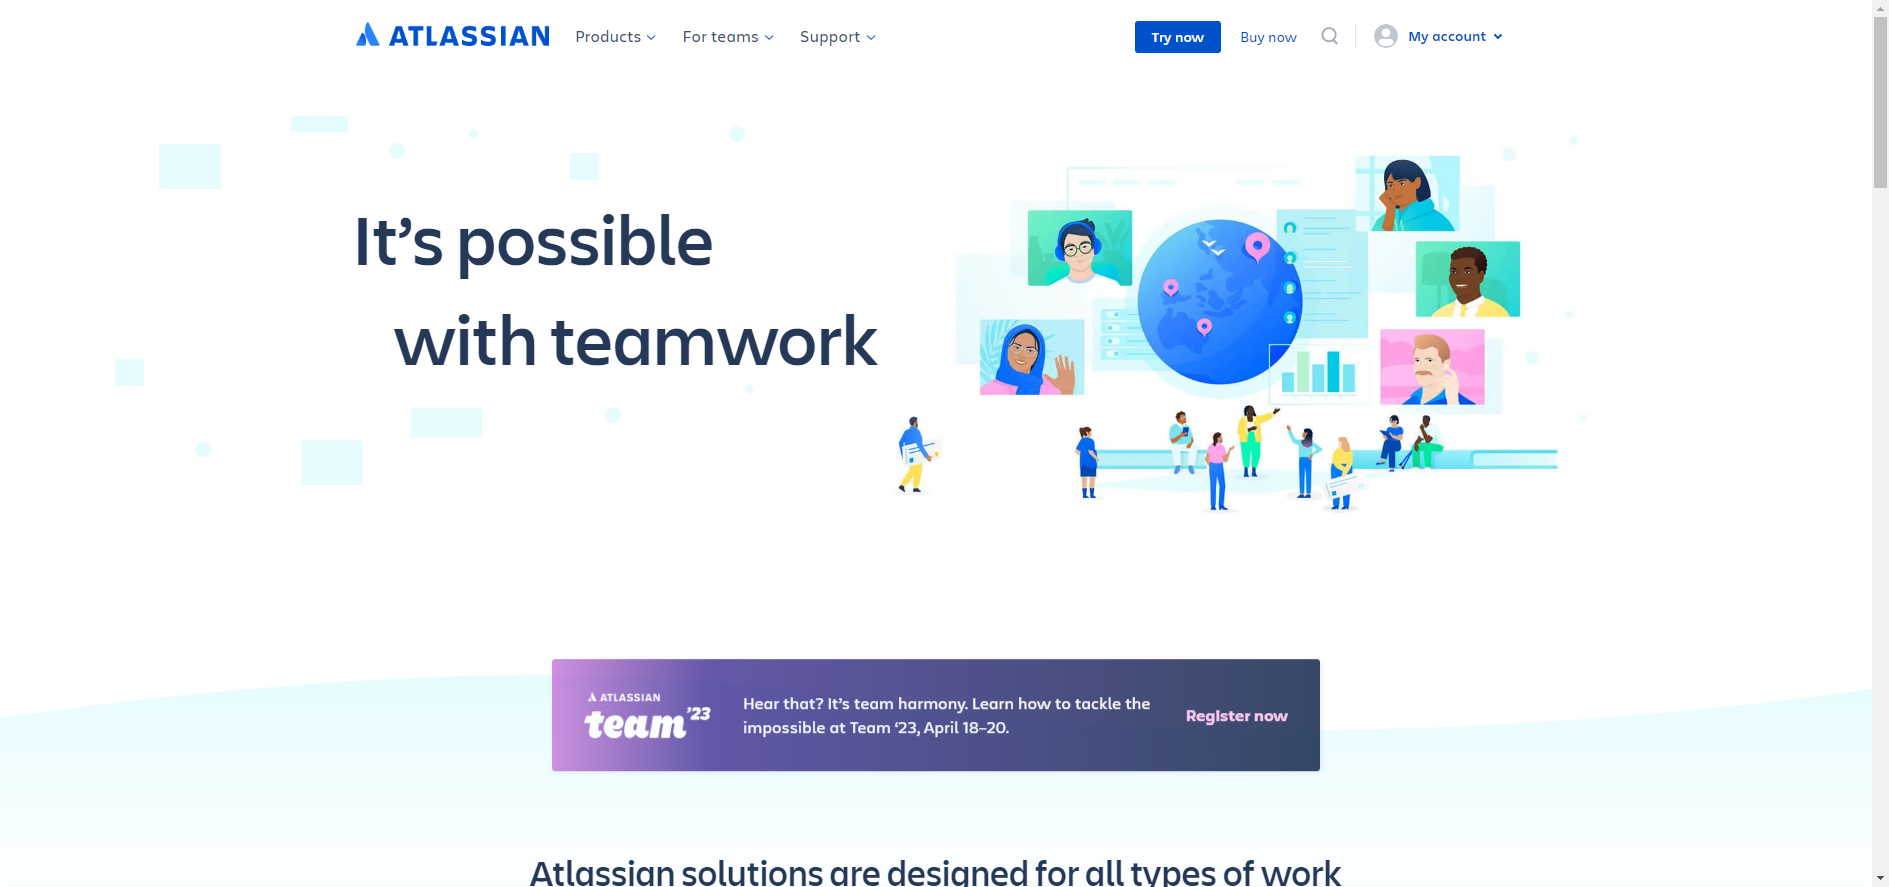 ATLASSIAN
Products
For teams
Support
Try now
Buy now
My account
It’s possible
with teamwork
ATLASSIAN
team ’23
Hear that? It’s team harmony. Learn how to tackle the
impossible at Team ‘23, April 18–20.
Register now
Atlassian solutions are designed for all types of work